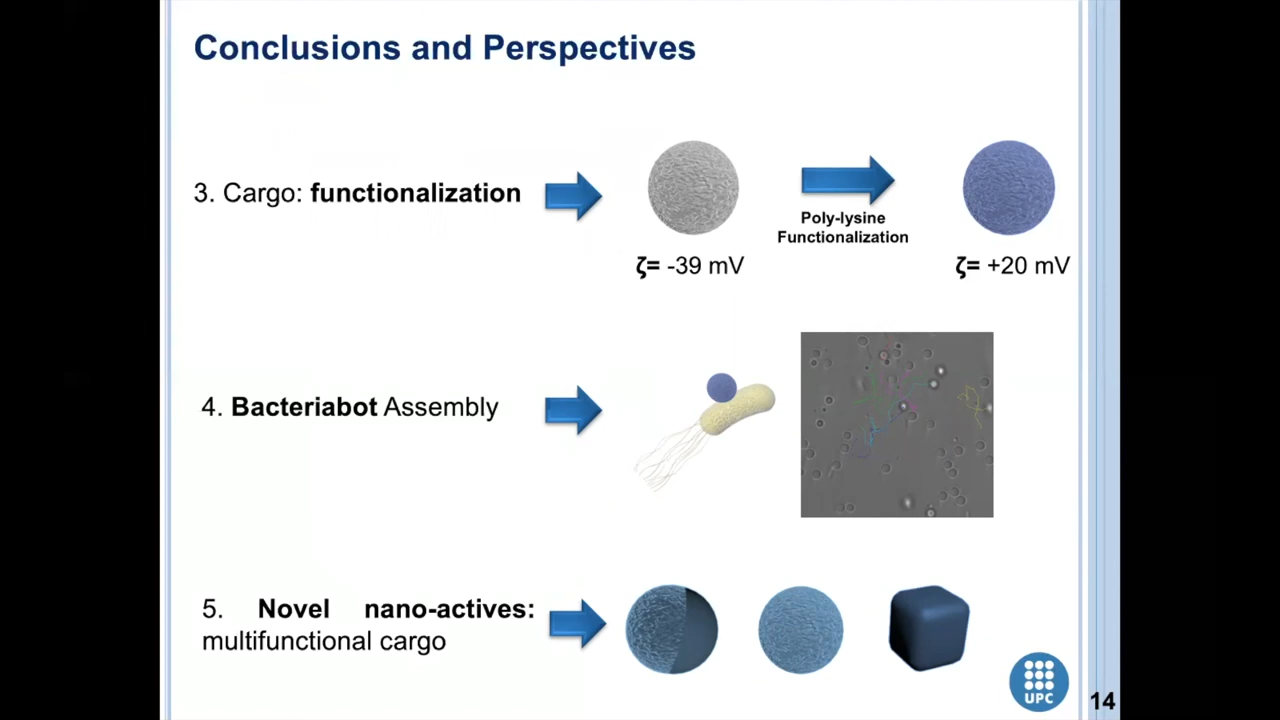 Conclusions and Perspectives
3. Cargo: functionalization
Poly-lysine
Functionalization
ζ= -39 mV
ζ= +20 mV
4. Bacteriabot Assembly
5. Novel nano-actives:
multifunctional cargo
UPC
14